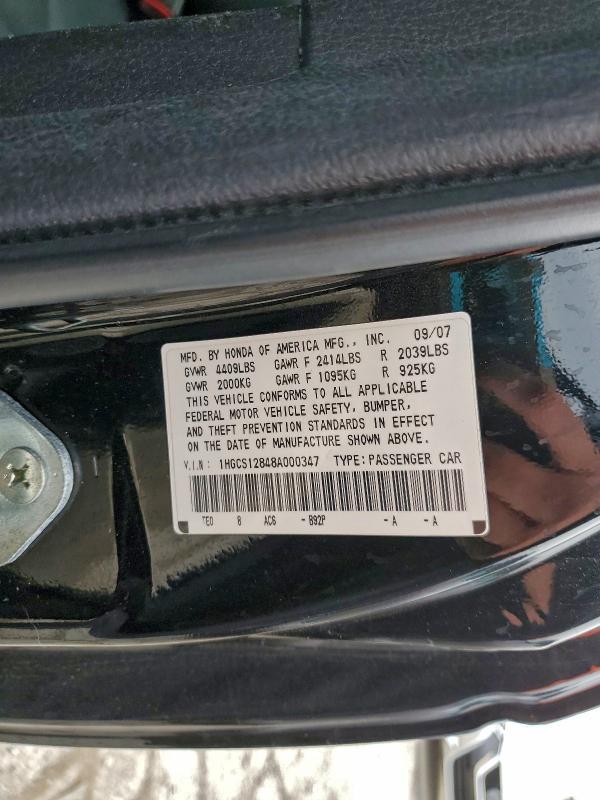 MFD. BY HONDA OF AMERICA MFG., INC. 09/07
GVWR 4409LBS GAWR F 2414LBS R 2039LBS
GVWR 2000KG GAWR F 1095KG R 925KG
THIS VEHICLE CONFORMS TO ALL APPLICABLE
FEDERAL MOTOR VEHICLE SAFETY, BUMPER,
AND THEFT PREVENTION STANDARDS IN EFFECT
ON THE DATE OF MANUFACTURE SHOWN ABOVE.
V.I.N : 1HGCS12848A000347 TYPE: PASSENGER CAR
TE0 8 AC6 - B92P - A - A